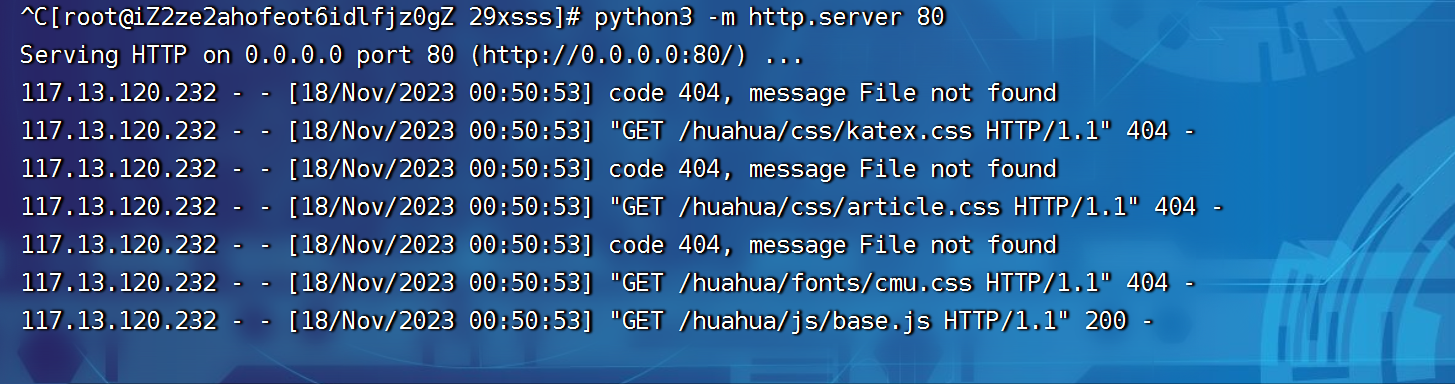 ^C[root@iZ2ze2ahofeot6idlfjz0gZ 29xsss]# python3 -m http.server 80
Serving HTTP on 0.0.0.0 port 80 (http://0.0.0.0:80/) ...
117.13.120.232 - - [18/Nov/2023 00:50:53] code 404, message File not found
117.13.120.232 - - [18/Nov/2023 00:50:53] "GET /huahua/css/katex.css HTTP/1.1" 404 -
117.13.120.232 - - [18/Nov/2023 00:50:53] code 404, message File not found
117.13.120.232 - - [18/Nov/2023 00:50:53] "GET /huahua/css/article.css HTTP/1.1" 404 -
117.13.120.232 - - [18/Nov/2023 00:50:53] code 404, message File not found
117.13.120.232 - - [18/Nov/2023 00:50:53] "GET /huahua/fonts/cmu.css HTTP/1.1" 404 -
117.13.120.232 - - [18/Nov/2023 00:50:53] "GET /huahua/js/base.js HTTP/1.1" 200 -